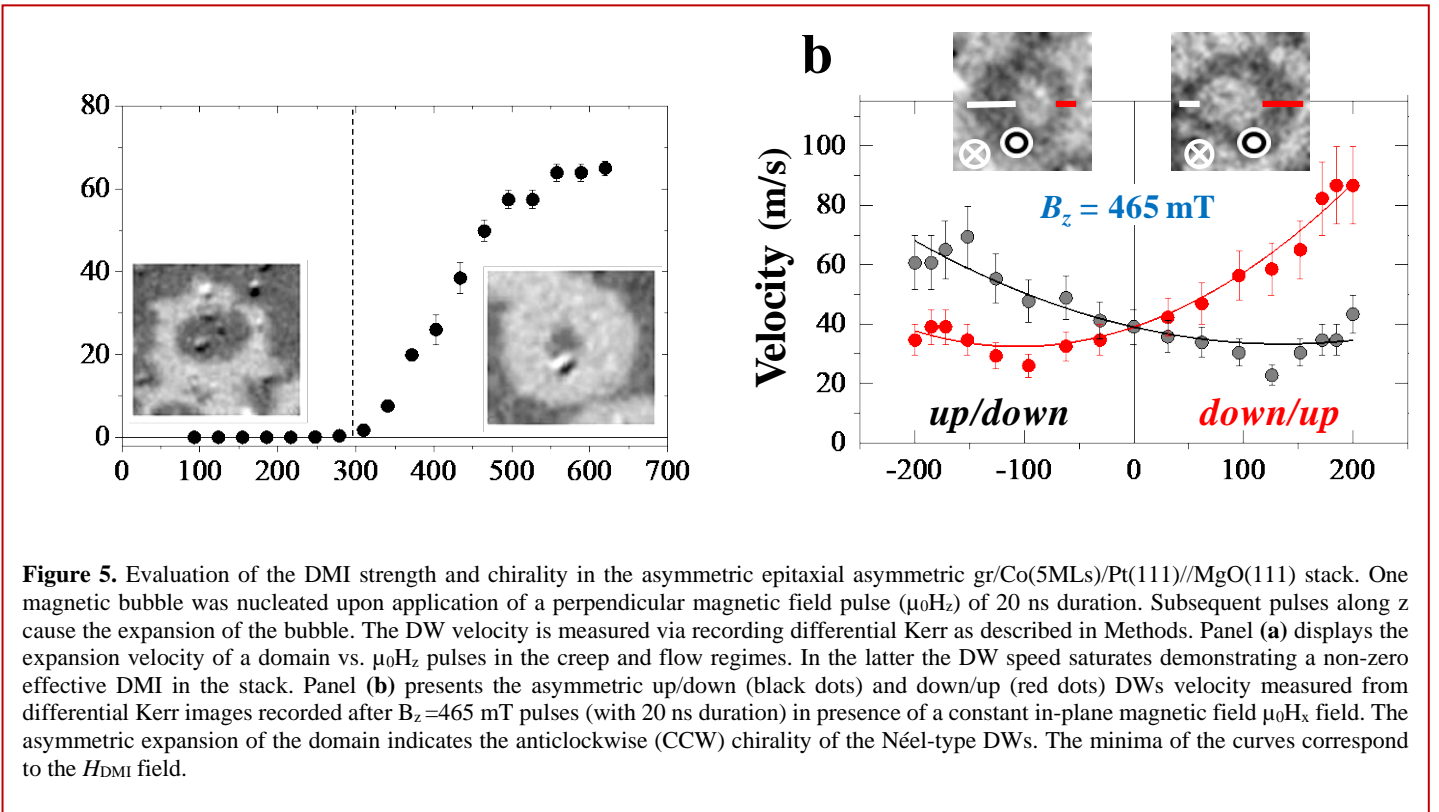 80
60
40
20
0
0 100 200 300 400 500 600 700
b
B_z = 465 mT
Velocity (m/s)
100
80
60
40
20
0
up/down down/up
-200 -100 0 100 200
Figure 5. Evaluation of the DMI strength and chirality in the asymmetric epitaxial asymmetric gr/Co(5MLs)/Pt(111)//MgO(111) stack. One
magnetic bubble was nucleated upon application of a perpendicular magnetic field pulse (μ₀H_z) of 20 ns duration. Subsequent pulses along z
cause the expansion of the bubble. The DW velocity is measured via recording differential Kerr as described in Methods. Panel (a) displays the
expansion velocity of a domain vs. μ₀H_z pulses in the creep and flow regimes. In the latter the DW speed saturates demonstrating a non-zero
effective DMI in the stack. Panel (b) presents the asymmetric up/down (black dots) and down/up (red dots) DWs velocity measured from
differential Kerr images recorded after B_z =465 mT pulses (with 20 ns duration) in presence of a constant in-plane magnetic field μ₀H_x field. The
asymmetric expansion of the domain indicates the anticlockwise (CCW) chirality of the Néel-type DWs. The minima of the curves correspond
to the H_DMI field.